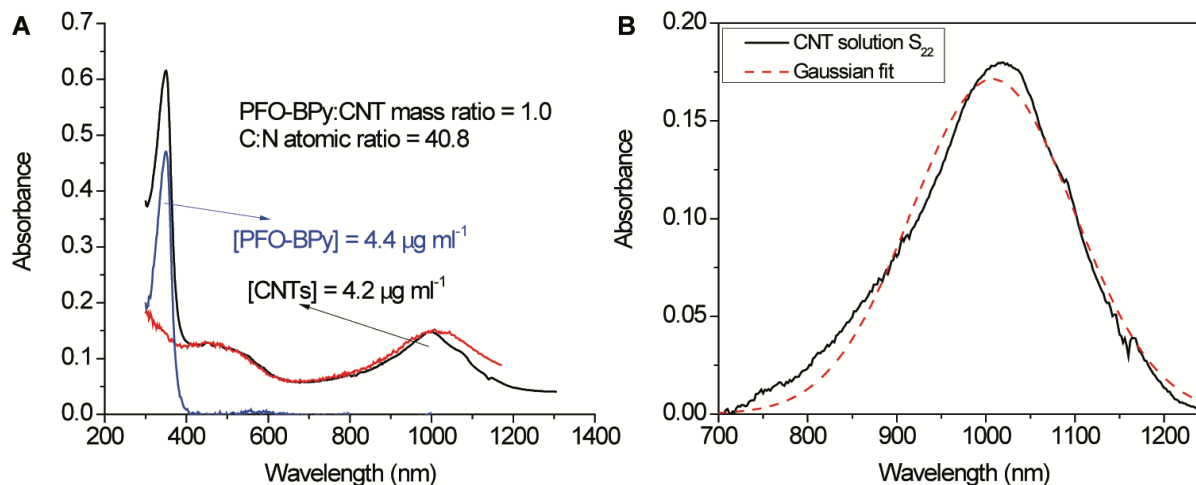 A
0.7
0.6
0.5
0.4
0.3
0.2
0.1
0.0
Absorbance
PFO-BPy:CNT mass ratio = 1.0
C:N atomic ratio = 40.8
[PFO-BPy] = 4.4 µg ml⁻¹
[CNTs] = 4.2 µg ml⁻¹
200 400 600 800 1000 1200 1400
Wavelength (nm)
B
0.20
0.15
0.10
0.05
0.00
Absorbance
CNT solution S₂₂
Gaussian fit
700 800 900 1000 1100 1200
Wavelength (nm)